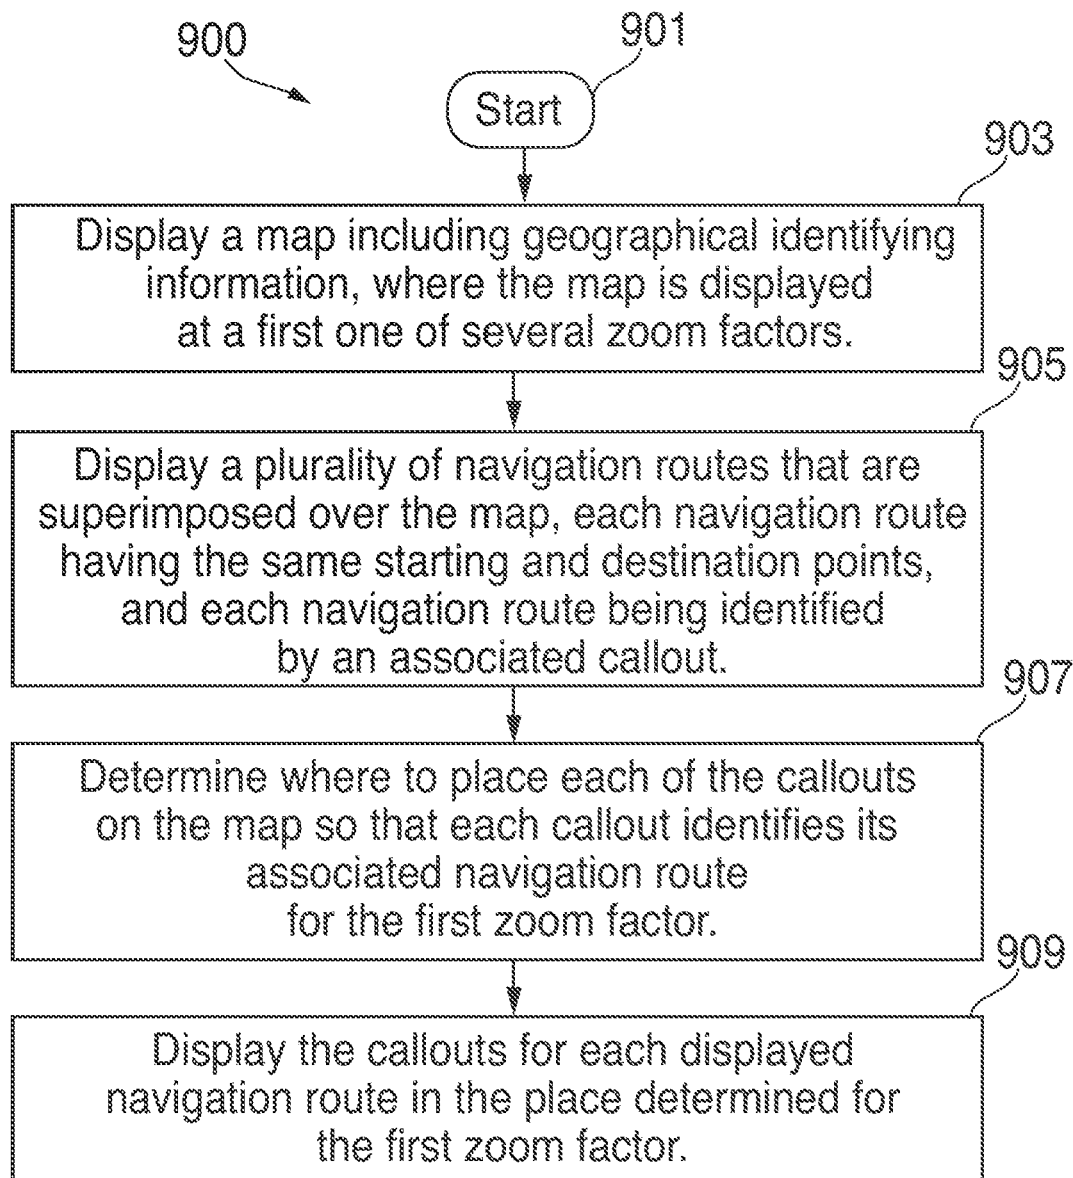 900
901
Start
903
Display a map including geographical identifying
information, where the map is displayed
at a first one of several zoom factors.
905
Display a plurality of navigation routes that are
superimposed over the map, each navigation route
having the same starting and destination points,
and each navigation route being identified
by an associated callout.
907
Determine where to place each of the callouts
on the map so that each callout identifies its
associated navigation route
for the first zoom factor.
909
Display the callouts for each displayed
navigation route in the place determined for
the first zoom factor.